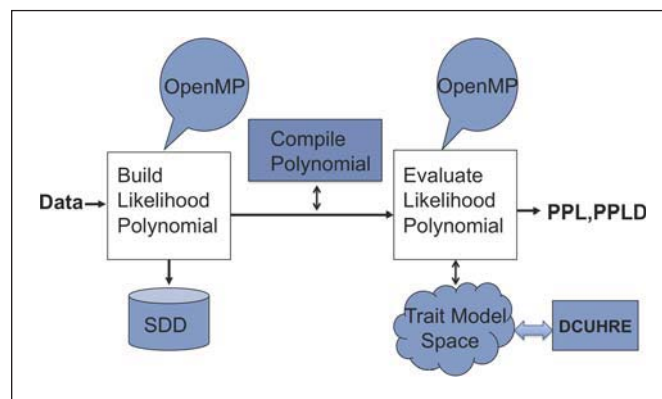 OpenMP
OpenMP
Compile
Polynomial
Build
Likelihood
Polynomial
Evaluate
Likelihood
Polynomial
Data
PPL,PPLD
SDD
Trait Model
Space
DCUHRE